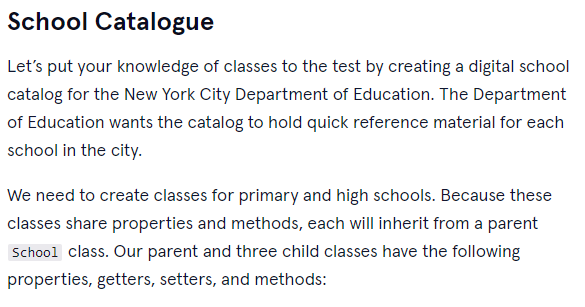 School Catalogue
Let’s put your knowledge of classes to the test by creating a digital school
catalog for the New York City Department of Education. The Department
of Education wants the catalog to hold quick reference material for each
school in the city.
We need to create classes for primary and high schools. Because these
classes share properties and methods, each will inherit from a parent
School class. Our parent and three child classes have the following
properties, getters, setters, and methods: